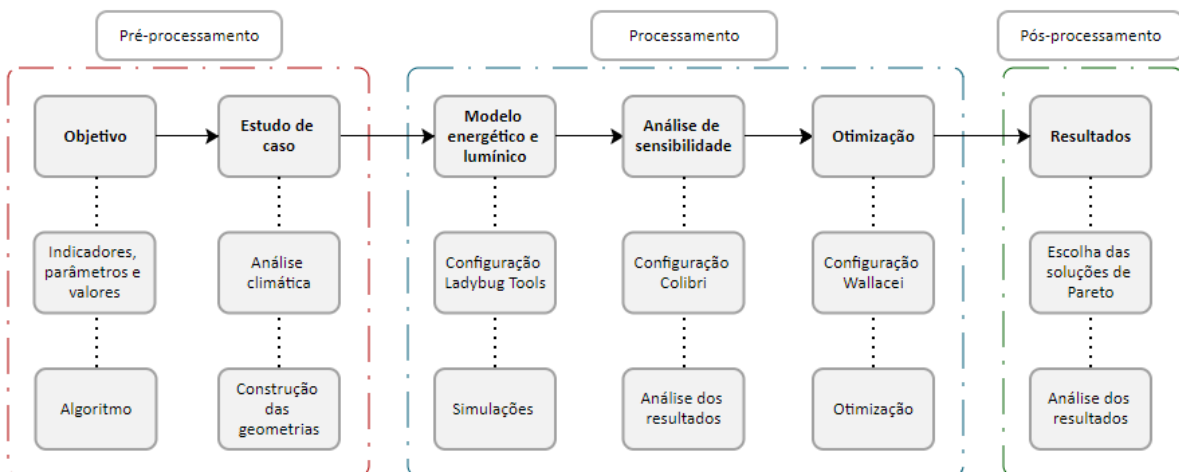 Pré-processamento
Processamento
Pós-processamento
Objetivo
Estudo de
caso
Modelo
energético e
lumínico
Análise de
sensibilidade
Otimização
Resultados
Indicadores,
parâmetros e
valores
Análise
climática
Configuração
Ladybug Tools
Configuração
Colibri
Configuração
Wallacei
Escolha das
soluções de
Pareto
Algoritmo
Construção
das
geometrias
Simulações
Análise dos
resultados
Otimização
Análise dos
resultados